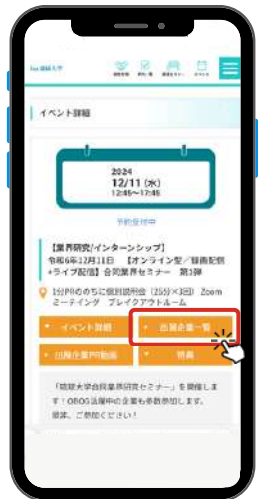 イベント詳細
2024
12/11 (水)
12:45~17:45
予約受付中
【業界研究/インターンシップ】
令和6年12月11日 【オンライン型/録画配信
+ライブ配信】合同業界セミナー 第3弾
1分PRののちに個別説明会 (25分×3回) Zoom
ミーティング ブレイクアウトルーム
イベント詳細
出展企業一覧
出展企業PR動画
特典
「琉球大学合同業界研究セミナー」を開催しま
す！OBOG活躍中の企業も多数参加します。
是非、ご参加ください！